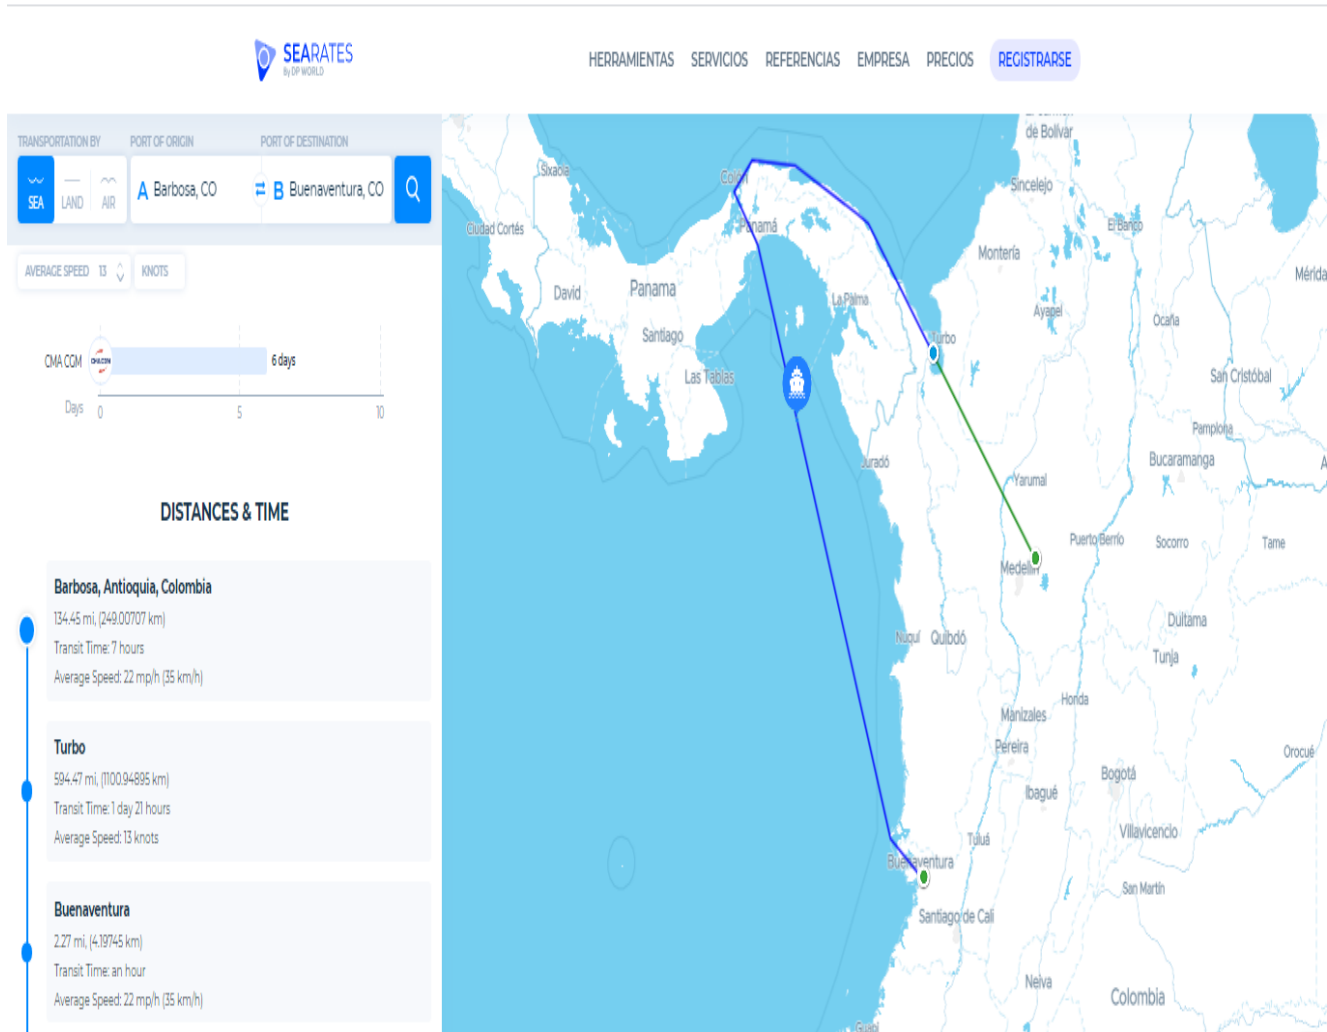 SEARATES
By DP WORLD
HERRAMIENTAS SERVICIOS REFERENCIAS EMPRESA PRECIOS REGISTRARSE
TRANSPORTATION BY PORT OF ORIGIN PORT OF DESTINATION
SEA LAND AIR A Barbosa, CO B Buenaventura, CO
AVERAGE SPEED 13 KNOTS
CMA CGM CMA CGM 6 days
Days 0 5 10
DISTANCES & TIME
Barbosa, Antioquia, Colombia
134.45 mi, (249.00707 km)
Transit Time: 7 hours
Average Speed: 22 mp/h (35 km/h)
Turbo
594.47 mi, (1100.94895 km)
Transit Time: 1 day 21 hours
Average Speed: 13 knots
Buenaventura
2.27 mi, (4.19745 km)
Transit Time: an hour
Average Speed: 22 mp/h (35 km/h)
de Bolívar
Sixaola
Colón
Sincelejo
Ciudad Cortés
Panamá
El Banco
Montería
Mérida
David
Panama
La Palma
Ayapel
Ocaña
Santiago
Turbo
Las Tablas
San Cristóbal
Pamplona
Juradó
Bucaramanga
Yarumal
Puerto Berrío
Socorro
Tame
Medellín
Duitama
Nuquí
Quibdó
Tunja
Honda
Manizales
Pereira
Orocué
Bogotá
Ibagué
Villavicencio
Tuluá
Buenaventura
San Martín
Santiago de Cali
Neiva
Colombia
Guapi